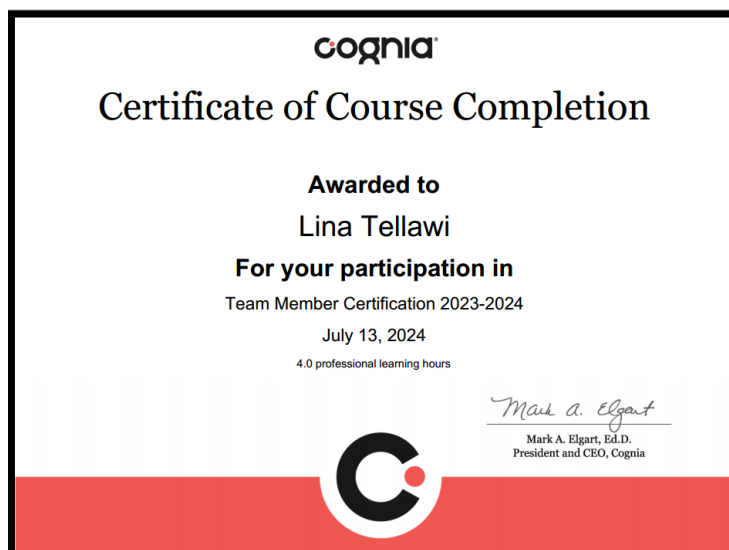 cognia
Certificate of Course Completion
Awarded to
Lina Tellawi
For your participation in
Team Member Certification 2023-2024
July 13, 2024
4.0 professional learning hours
Mark A. Elgart
Mark A. Elgart, Ed.D.
President and CEO, Cognia